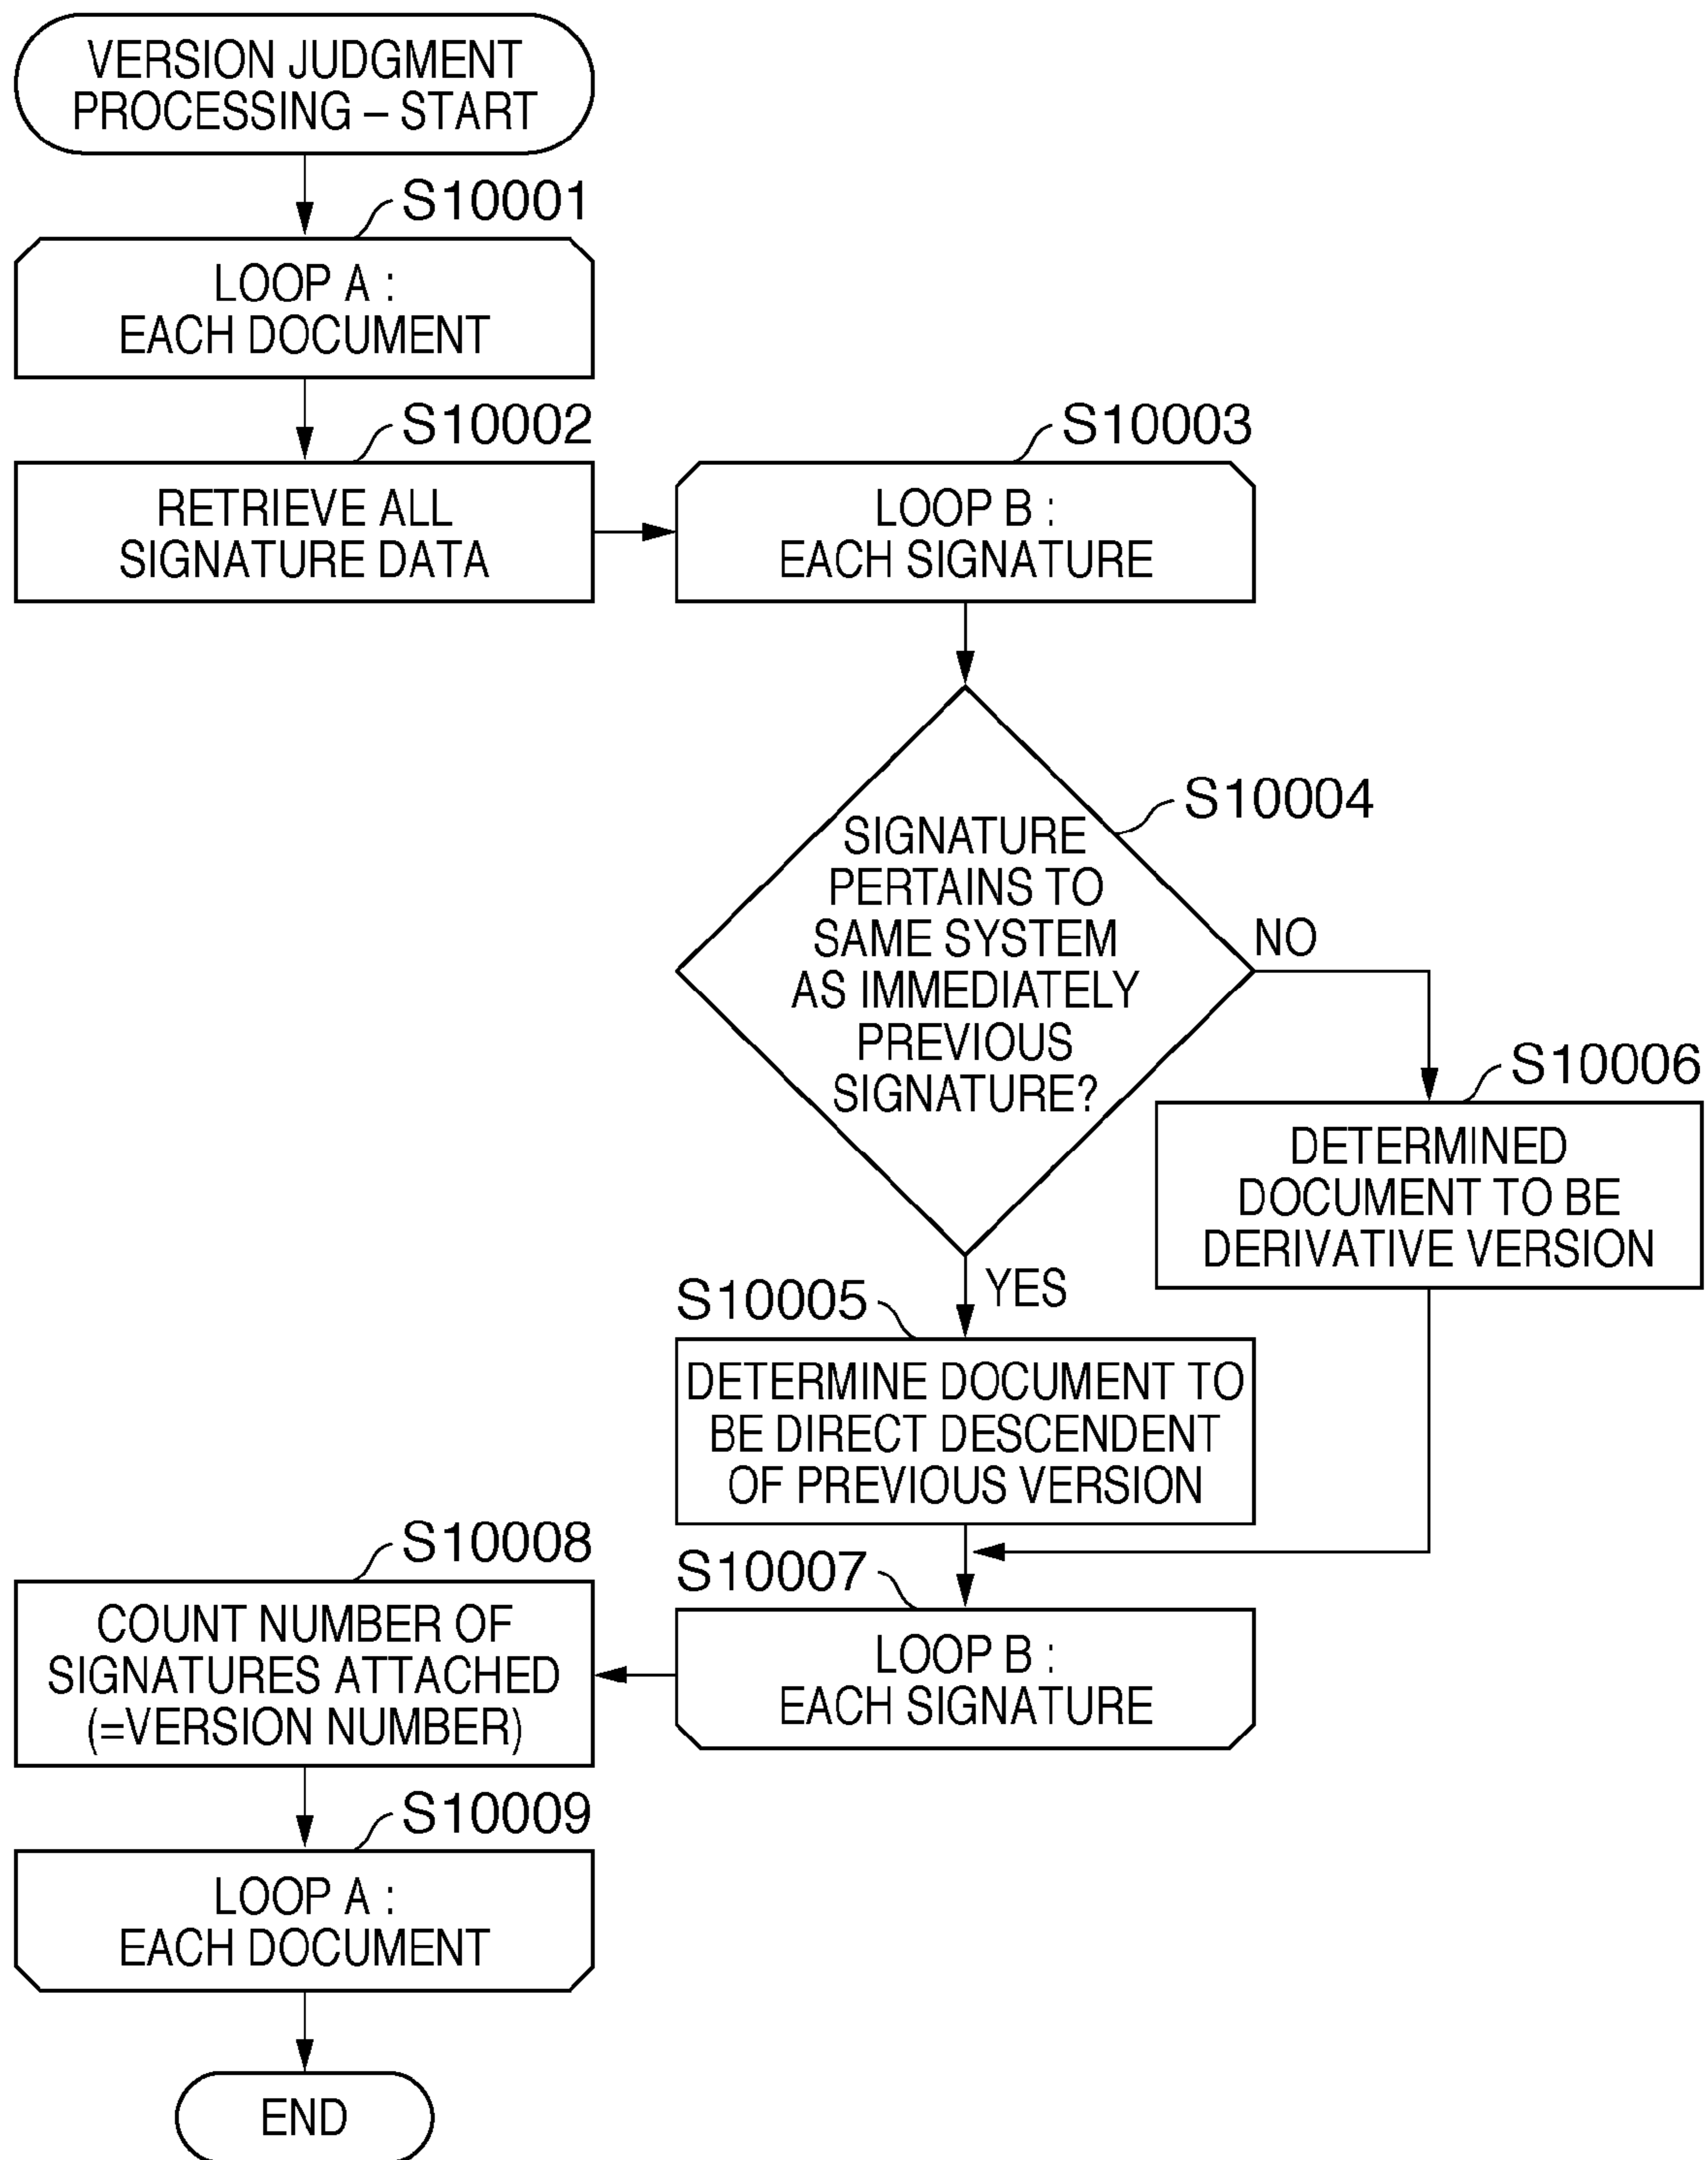 VERSION JUDGMENT
PROCESSING – START
S10001
LOOP A :
EACH DOCUMENT
S10002
RETRIEVE ALL
SIGNATURE DATA
S10003
LOOP B :
EACH SIGNATURE
S10004
SIGNATURE
PERTAINS TO
SAME SYSTEM
AS IMMEDIATELY
PREVIOUS
SIGNATURE?
NO
S10006
DETERMINED
DOCUMENT TO BE
DERIVATIVE VERSION
YES
S10005
DETERMINE DOCUMENT TO
BE DIRECT DESCENDENT
OF PREVIOUS VERSION
S10007
LOOP B :
EACH SIGNATURE
S10008
COUNT NUMBER OF
SIGNATURES ATTACHED
(=VERSION NUMBER)
S10009
LOOP A :
EACH DOCUMENT
END